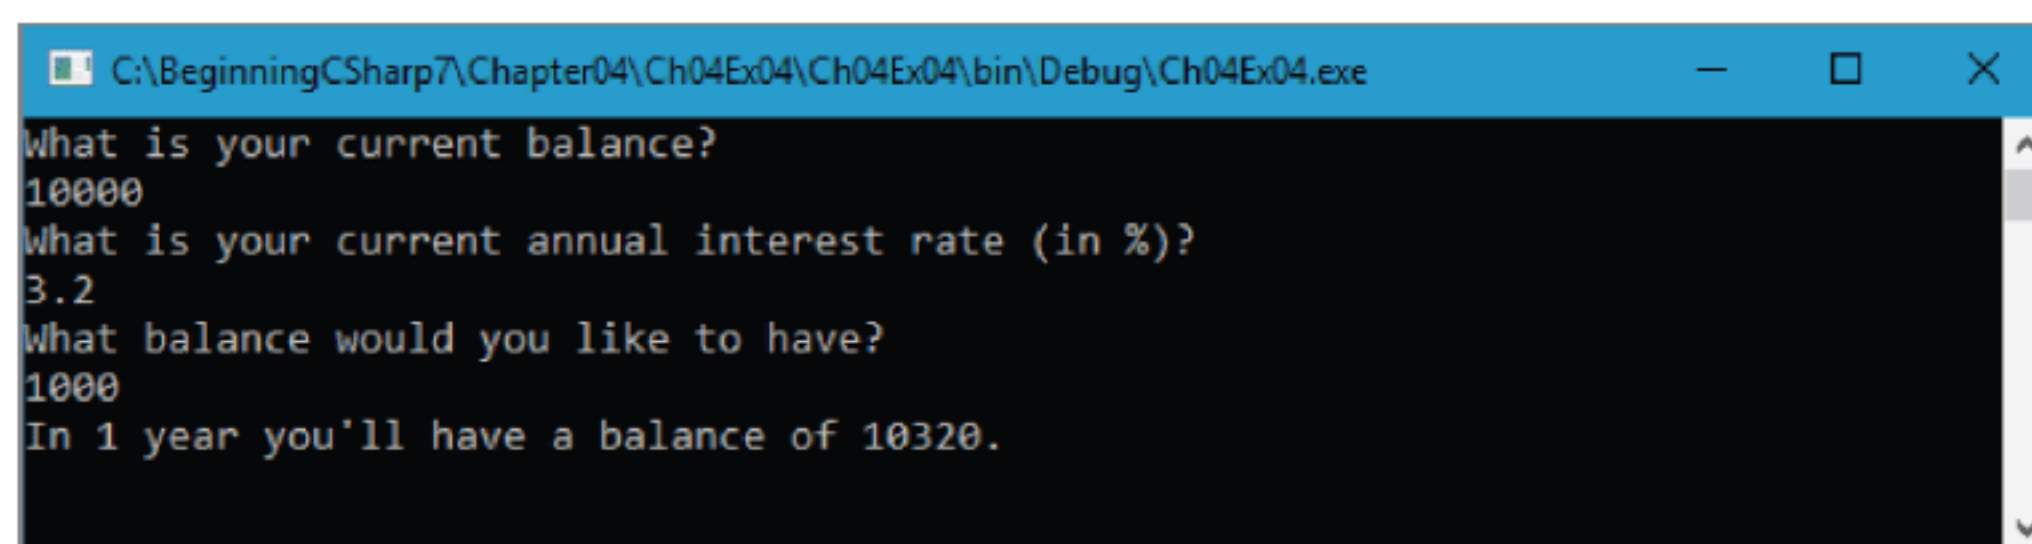 C:\BeginningCSharp7\Chapter04\Ch04Ex04\Ch04Ex04\bin\Debug\Ch04Ex04.exe
What is your current balance?
10000
What is your current annual interest rate (in %)?
3.2
What balance would you like to have?
1000
In 1 year you'll have a balance of 10320.